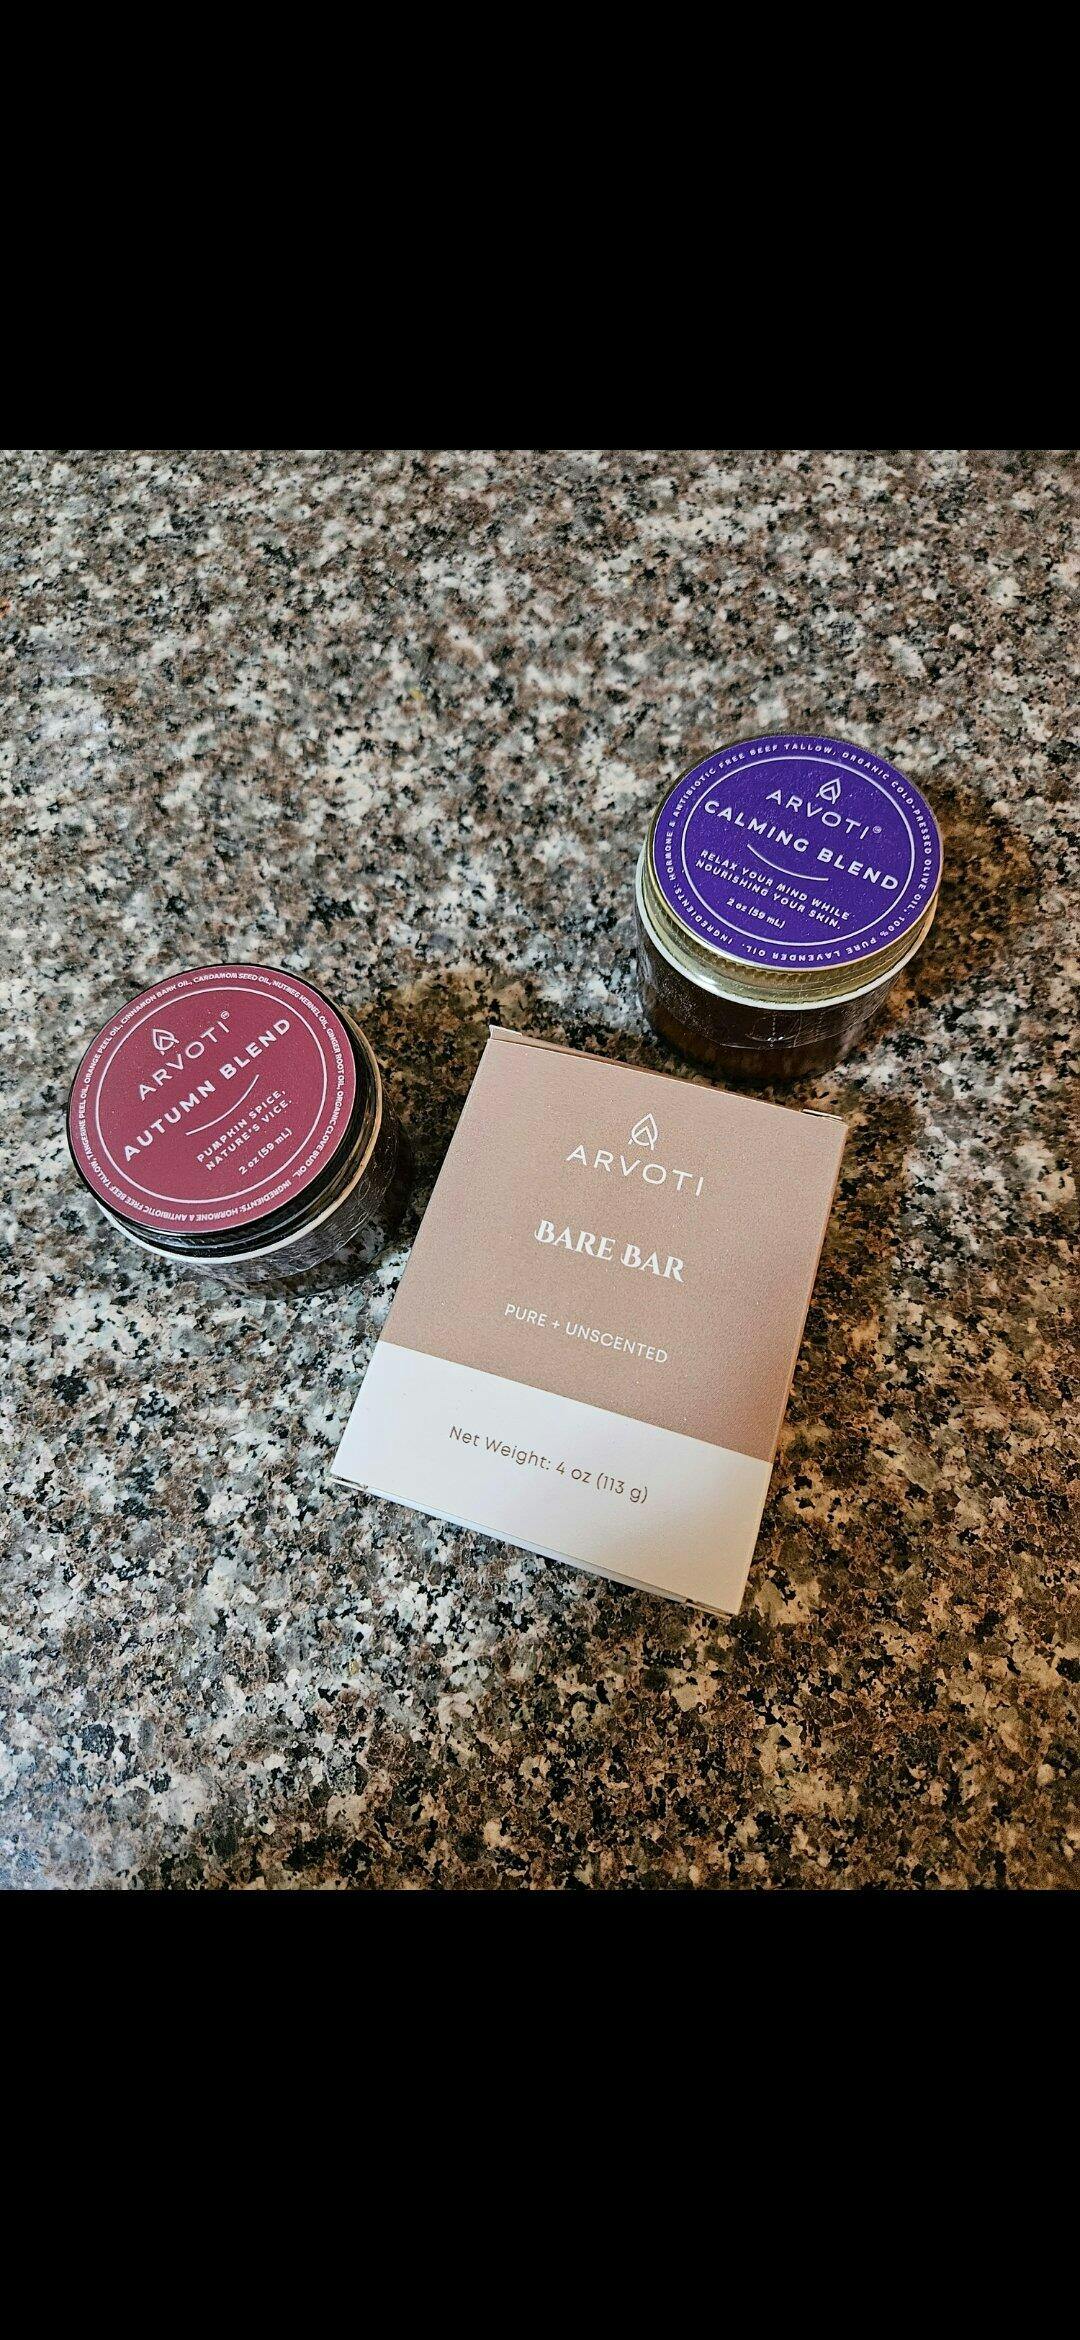 ARVOTI®
CALMING BLEND
RELAX YOUR MIND WHILE
NOURISHING YOUR SKIN.
2 oz (59 mL)
INGREDIENTS: HORMONE & ANTIBIOTIC FREE BEEF TALLOW, ORGANIC COLD-PRESSED OLIVE OIL, 100% PURE LAVENDER OIL.
ARVOTI®
AUTUMN BLEND
PUMPKIN SPICE,
NATURE'S VICE.
2 oz (59 mL)
INGREDIENTS: HORMONE & ANTIBIOTIC FREE BEEF TALLOW, TANGERINE PEEL OIL, ORANGE PEEL OIL, CINNAMON BARK OIL, CARDAMOM SEED OIL, NUTMEG KERNEL OIL, GINGER ROOT OIL, ORGANIC CLOVE BUD OIL.
ARVOTI
BARE BAR
PURE + UNSCENTED
Net Weight: 4 oz (113 g)